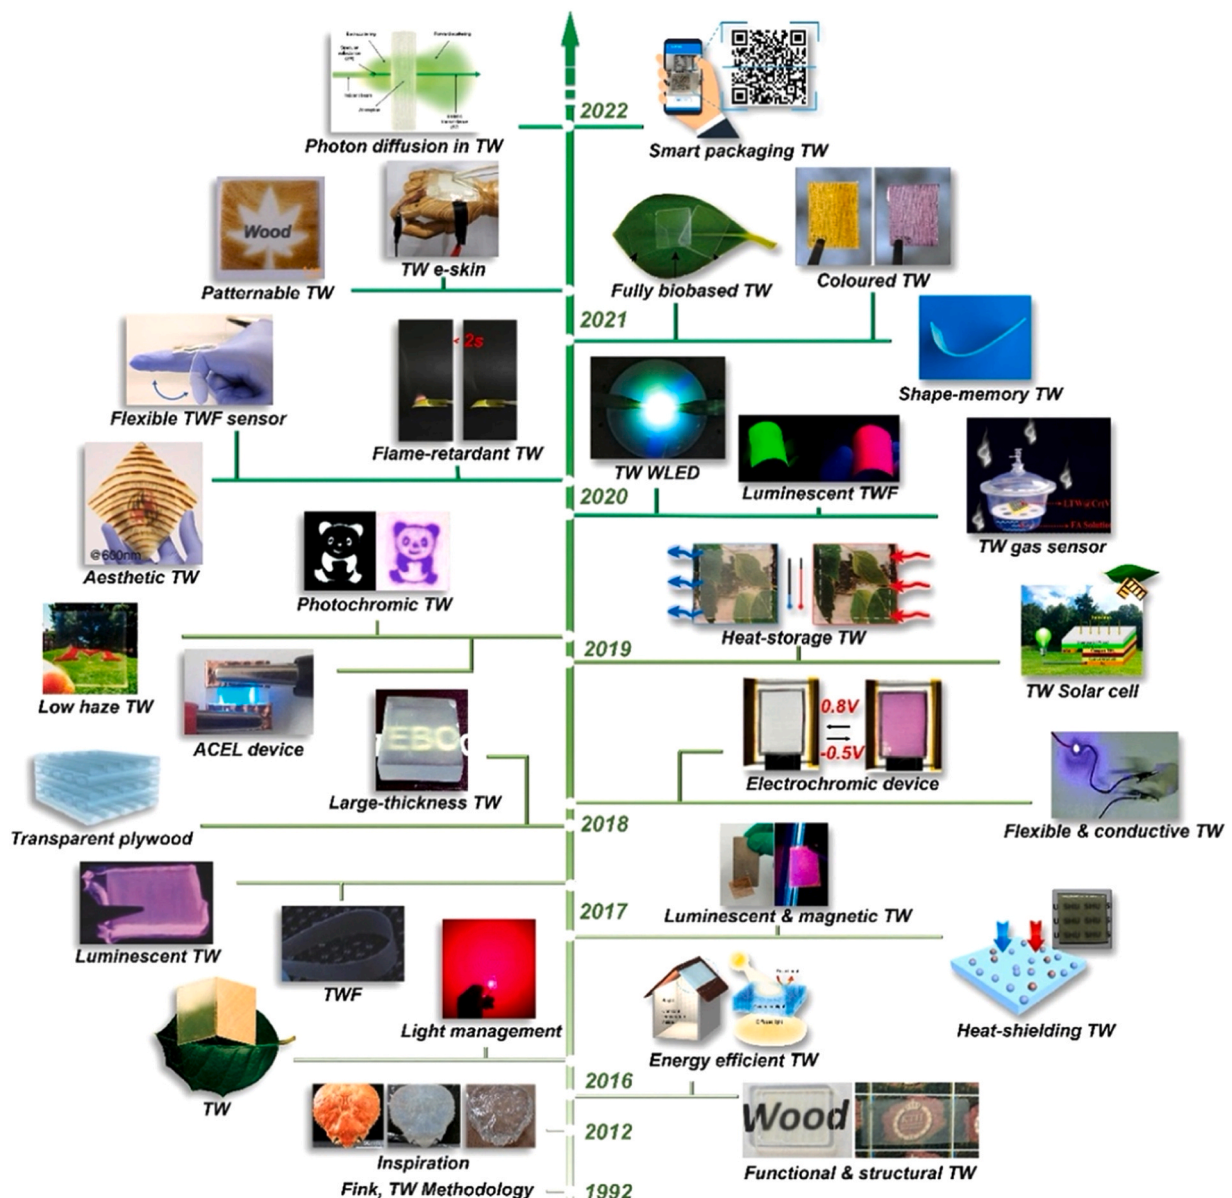 2022
Photon diffusion in TW
Smart packaging TW
Wood
Patternable TW
TW e-skin
Fully biobased TW
Coloured TW
2021
< 2s
Flexible TWF sensor
Flame-retardant TW
Shape-memory TW
TW WLED
Luminescent TWF
2020
@660nm
Aesthetic TW
TW gas sensor
Photochromic TW
Heat-storage TW
2019
Low haze TW
ACEL device
TW Solar cell
0.8V
-0.5V
Large-thickness TW
Electrochromic device
2018
Transparent plywood
Flexible & conductive TW
2017
Luminescent & magnetic TW
Luminescent TW
TWF
Light management
Heat-shielding TW
Energy efficient TW
TW
2016
Wood
2012
Inspiration
Functional & structural TW
Fink, TW Methodology
1992